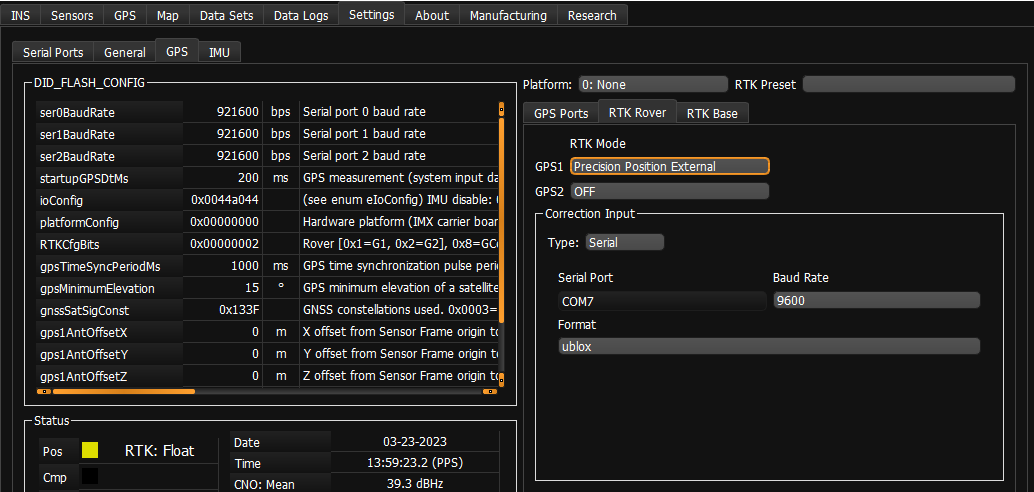 INS Sensors GPS Map Data Sets Data Logs Settings About Manufacturing Research
Serial Ports General GPS IMU
DID_FLASH_CONFIG
ser0BaudRate 921600 bps Serial port 0 baud rate
ser1BaudRate 921600 bps Serial port 1 baud rate
ser2BaudRate 921600 bps Serial port 2 baud rate
startupGPSDtMs 200 ms GPS measurement (system input da
ioConfig 0x0044a044 (see enum eIoConfig) IMU disable:
platformConfig 0x00000000 Hardware platform (IMX carrier boar
RTKCfgBits 0x00000002 Rover [0x1=G1, 0x2=G2], 0x8=GCo
gpsTimeSyncPeriodMs 1000 ms GPS time synchronization pulse peri
gpsMinimumElevation 15 ° GPS minimum elevation of a satellite
gnssSatSigConst 0x133F GNSS constellations used. 0x0003=
gps1AntOffsetX 0 m X offset from Sensor Frame origin to
gps1AntOffsetY 0 m Y offset from Sensor Frame origin to
gps1AntOffsetZ 0 m Z offset from Sensor Frame origin to
Status
Pos RTK: Float
Cmp
Date 03-23-2023
Time 13:59:23.2 (PPS)
CNO: Mean 39.3 dBHz
Platform: 0: None RTK Preset
GPS Ports RTK Rover RTK Base
RTK Mode
GPS1 Precision Position External
GPS2 OFF
Correction Input
Type: Serial
Serial Port Baud Rate
COM7 9600
Format
ublox